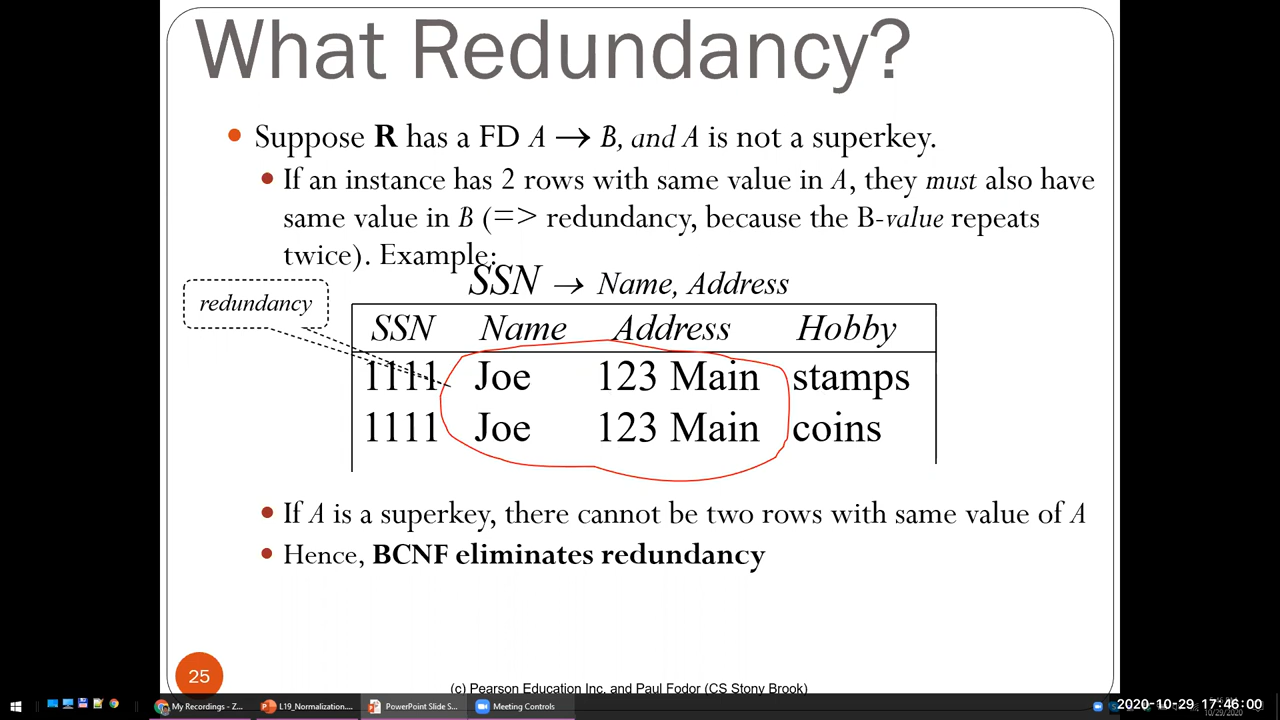 What Redundancy?
Suppose R has a FD A → B, and A is not a superkey.
If an instance has 2 rows with same value in A, they must also have
same value in B (=> redundancy, because the B-value repeats
twice). Example:
SSN → Name, Address
redundancy
SSN Name Address Hobby
1111 Joe 123 Main stamps
1111 Joe 123 Main coins
If A is a superkey, there cannot be two rows with same value of A
Hence, BCNF eliminates redundancy
25
(c) Pearson Education Inc. and Paul Fodor (CS Stony Brook)
My Recordings - Z...
L19_Normalization....
PowerPoint Slide S...
Meeting Controls
2020-10-29 17:46:00